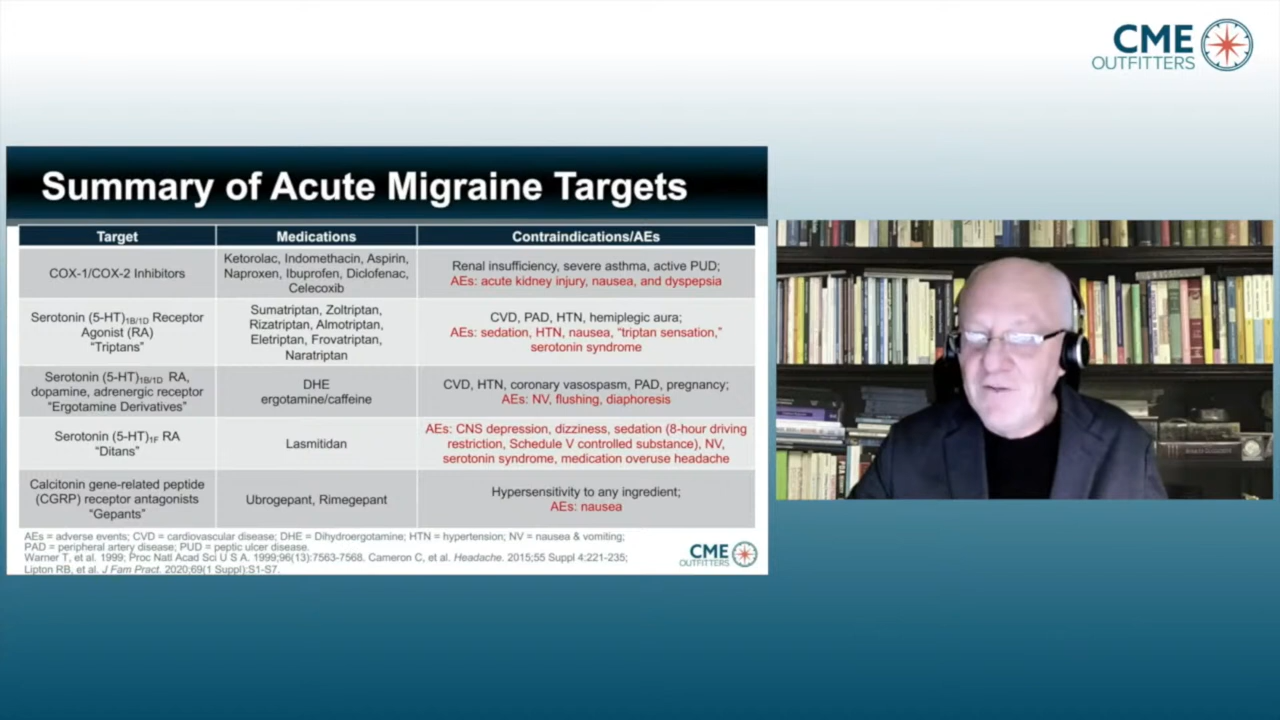 CME
OUTFITTERS
Summary of Acute Migraine Targets
Target
Medications
Contraindications/AEs
COX-1/COX-2 Inhibitors
Ketorolac, Indomethacin, Aspirin,
Naproxen, Ibuprofen, Diclofenac,
Celecoxib
Renal insufficiency, severe asthma, active PUD;
AEs: acute kidney injury, nausea, and dyspepsia
Serotonin (5-HT)1B/1D Receptor
Agonist (RA)
"Triptans"
Sumatriptan, Zoltriptan,
Rizatriptan, Almotriptan,
Eletriptan, Frovatriptan,
Naratriptan
CVD, PAD, HTN, hemiplegic aura;
AEs: sedation, HTN, nausea, "triptan sensation,"
serotonin syndrome
Serotonin (5-HT)1B/1D RA,
dopamine, adrenergic receptor
"Ergotamine Derivatives"
DHE
ergotamine/caffeine
CVD, HTN, coronary vasospasm, PAD, pregnancy;
AEs: NV, flushing, diaphoresis
Serotonin (5-HT)1F RA
"Ditans"
Lasmitidan
AEs: CNS depression, dizziness, sedation (8-hour driving
restriction, Schedule V controlled substance), NV,
serotonin syndrome, medication overuse headache
Calcitonin gene-related peptide
(CGRP) receptor antagonists
"Gepants"
Ubrogepant, Rimegepant
Hypersensitivity to any ingredient;
AEs: nausea
AEs = adverse events; CVD = cardiovascular disease; DHE = Dihydroergotamine; HTN = hypertension; NV = nausea & vomiting;
PAD = peripheral artery disease; PUD = peptic ulcer disease.
Warner T, et al. 1999; Proc Natl Acad Sci U S A. 1999;96(13):7563-7568. Cameron C, et al. Headache. 2015;55 Suppl 4:221-235;
Lipton RB, et al. J Fam Pract. 2020;69(1 Suppl):S1-S7.
CME
OUTFITTERS